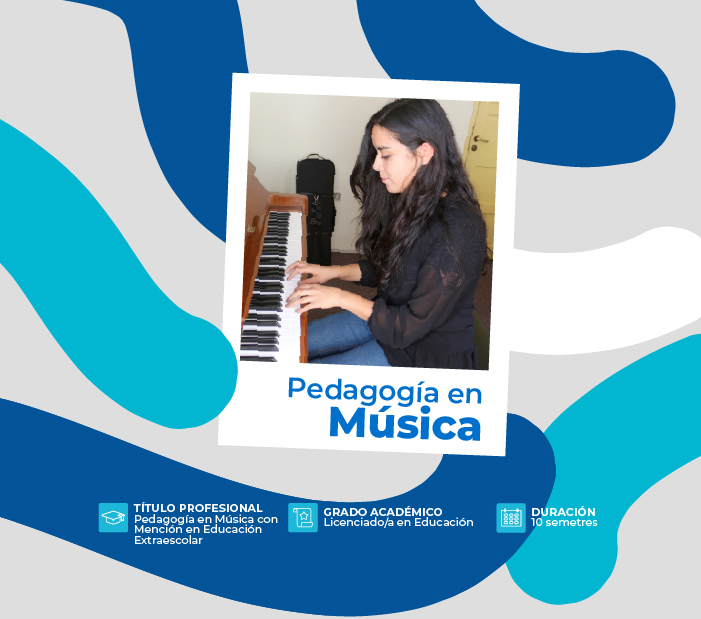 Pedagogía en
Música
TÍTULO PROFESIONAL
Pedagogía en Música con
Mención en Educación
Extraescolar
GRADO ACADÉMICO
Licenciado/a en Educación
DURACIÓN
10 semetres